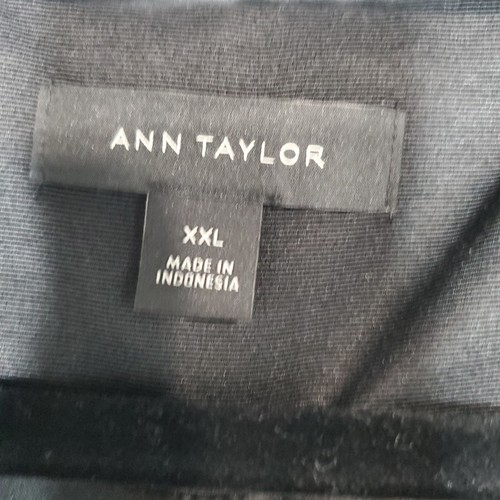 ANN TAYLOR
XXL
MADE IN
INDONESIA